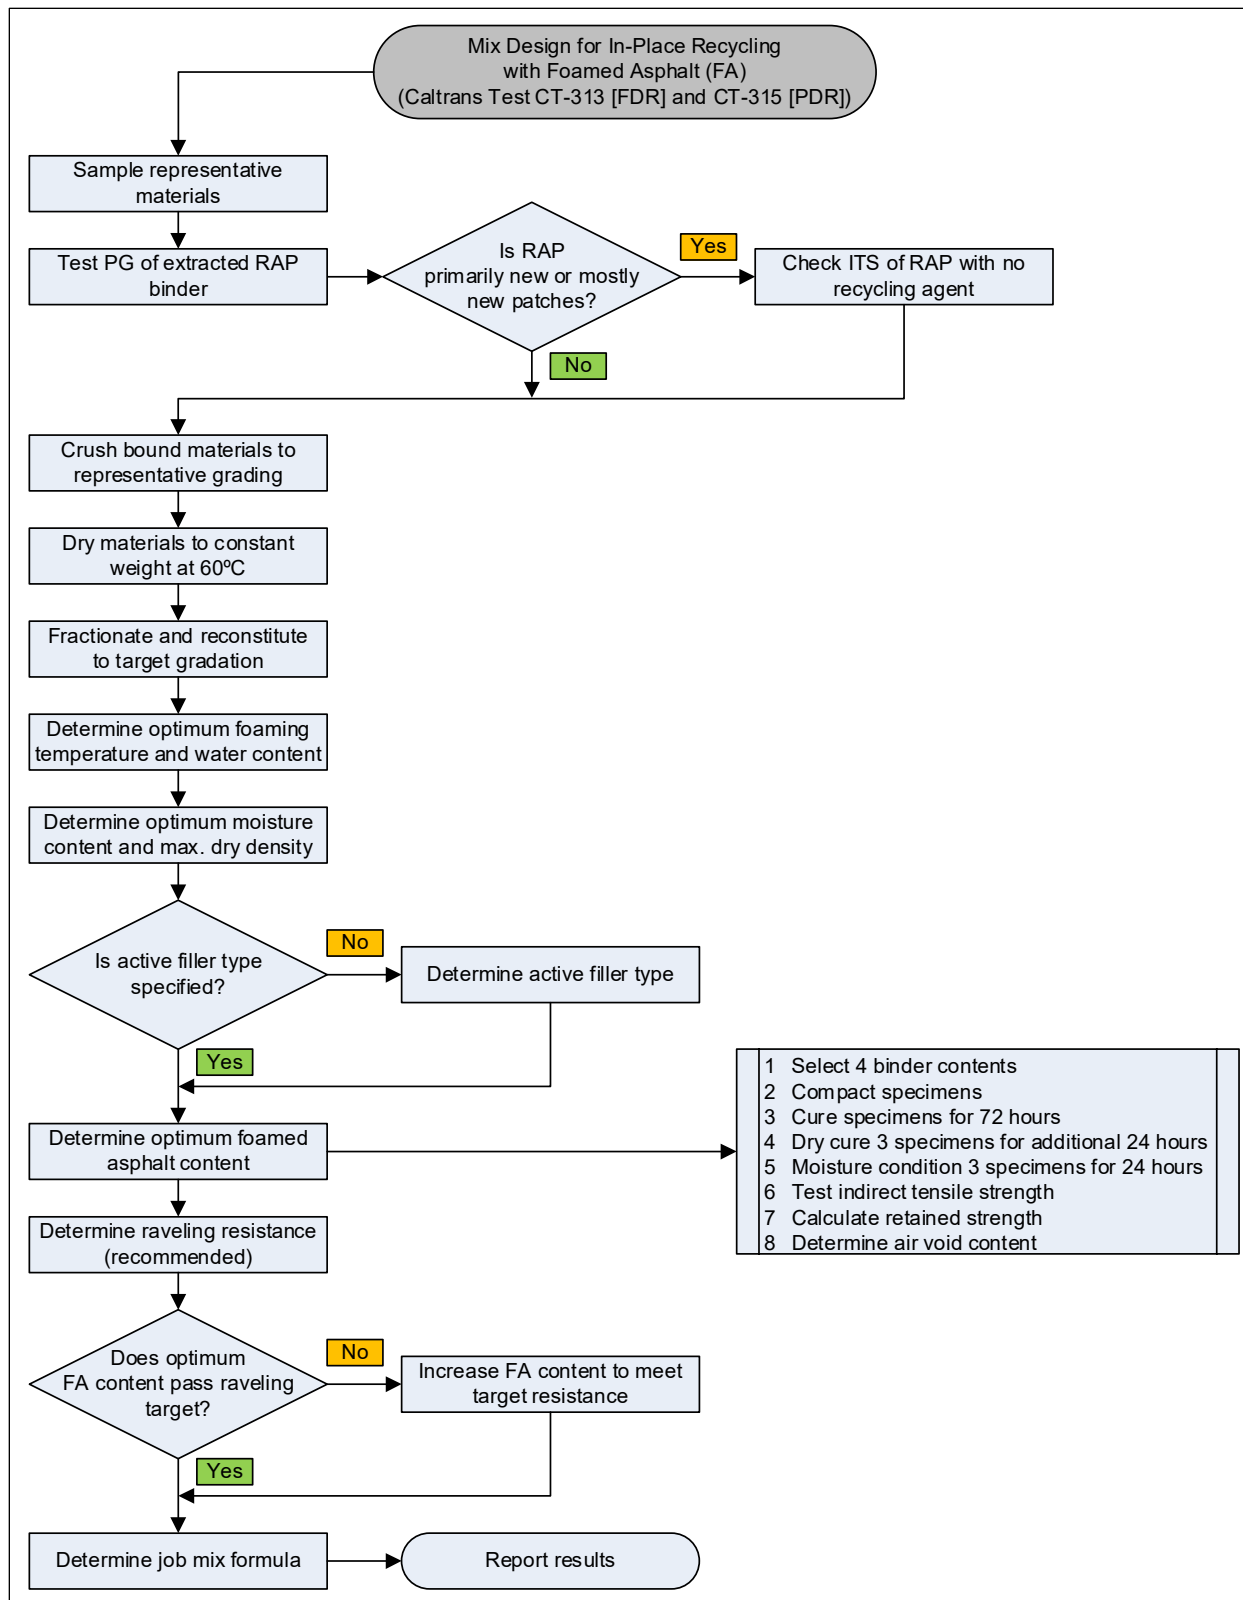 Mix Design for In-Place Recycling
with Foamed Asphalt (FA)
(Caltrans Test CT-313 [FDR] and CT-315 [PDR])
Sample representative
materials
Test PG of extracted RAP
binder
Is RAP
primarily new or mostly
new patches?
Yes
Check ITS of RAP with no
recycling agent
No
Crush bound materials to
representative grading
Dry materials to constant
weight at 60ºC
Fractionate and reconstitute
to target gradation
Determine optimum foaming
temperature and water content
Determine optimum moisture
content and max. dry density
Is active filler type
specified?
No
Determine active filler type
Yes
Determine optimum foamed
asphalt content
1 Select 4 binder contents
2 Compact specimens
3 Cure specimens for 72 hours
4 Dry cure 3 specimens for additional 24 hours
5 Moisture condition 3 specimens for 24 hours
6 Test indirect tensile strength
7 Calculate retained strength
8 Determine air void content
Determine raveling resistance
(recommended)
Does optimum
FA content pass raveling
target?
No
Increase FA content to meet
target resistance
Yes
Determine job mix formula
Report results